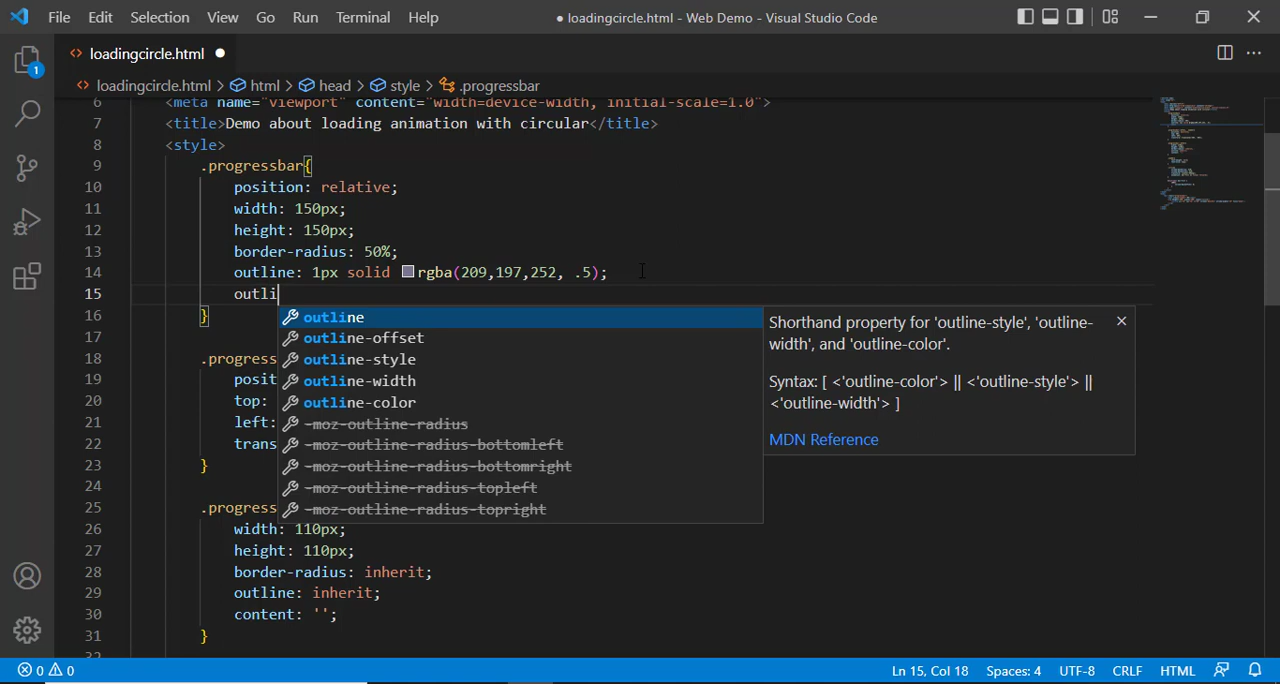 File Edit Selection View Go Run Terminal Help ● loadingcircle.html - Web Demo - Visual Studio Code
loadingcircle.html ●
loadingcircle.html > html > head > style > .progressbar
1
6 <meta name="viewport" content="width=device-width, initial-scale=1.0">
7 <title>Demo about loading animation with circular</title>
8 <style>
9 .progressbar{
10 position: relative;
11 width: 150px;
12 height: 150px;
13 border-radius: 50%;
14 outline: 1px solid rgba(209,197,252, .5);
15 outli
16 }
outline
outline-offset
outline-style
outline-width
outline-color
-moz-outline-radius
-moz-outline-radius-bottomleft
-moz-outline-radius-bottomright
-moz-outline-radius-topleft
-moz-outline-radius-topright
Shorthand property for 'outline-style', 'outline-
width', and 'outline-color'.
Syntax: [ <'outline-color'> || <'outline-style'> ||
<'outline-width'> ]
MDN Reference
17
18 .progress
19 posit
20 top:
21 left:
22 trans
23 }
24
25 .progress
26 width: 110px;
27 height: 110px;
28 border-radius: inherit;
29 outline: inherit;
30 content: '';
31 }
32
0 0 Ln 15, Col 18 Spaces: 4 UTF-8 CRLF HTML